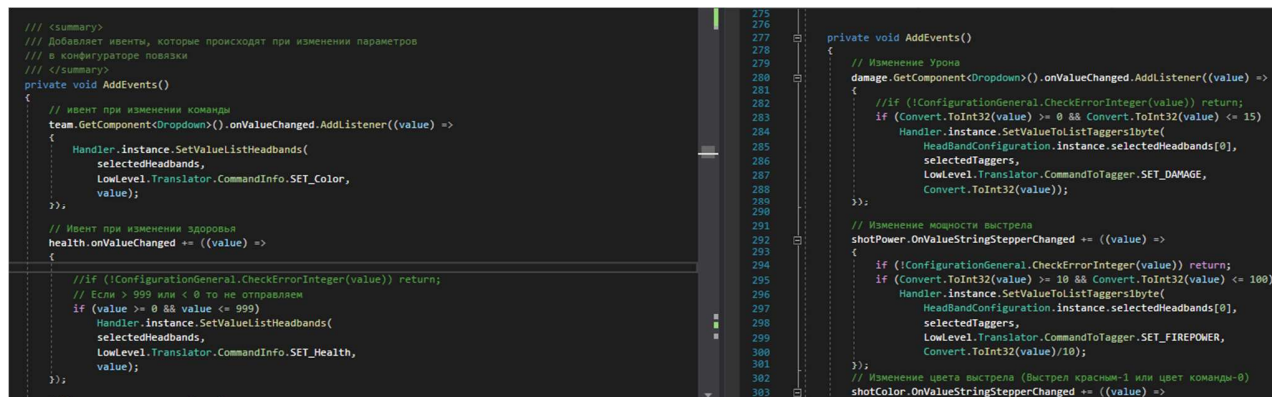 /// <summary>
/// Добавляет ивенты, которые происходят при изменении параметров
/// в конфигураторе повязки
/// </summary>
private void AddEvents()
{
// ивент при изменении команды
team.GetComponent<Dropdown>().onValueChanged.AddListener((value) =>
{
Handler.instance.SetValueListHeadbands(
selectedHeadbands,
LowLevel.Translator.CommandInfo.SET_Color,
value);
});
// Ивент при изменении здоровья
health.onValueChanged += ((value) =>
{
//if (!ConfigurationGeneral.CheckErrorInteger(value)) return;
// Если > 999 или < 0 то не отправляем
if (value >= 0 && value <= 999)
Handler.instance.SetValueListHeadbands(
selectedHeadbands,
LowLevel.Translator.CommandInfo.SET_Health,
value);
});
275
276
277 private void AddEvents()
278 {
279 // Изменение Урона
280 damage.GetComponent<Dropdown>().onValueChanged.AddListener((value) =>
281 {
282 //if (!ConfigurationGeneral.CheckErrorInteger(value)) return;
283 if (Convert.ToInt32(value) >= 0 && Convert.ToInt32(value) <= 15)
284 Handler.instance.SetValueToListTaggers1byte(
285 HeadBandConfiguration.instance.selectedHeadbands[0],
286 selectedTaggers,
287 LowLevel.Translator.CommandToTagger.SET_DAMAGE,
288 Convert.ToInt32(value));
289 });
290
291 // Изменение мощности выстрела
292 shotPower.OnValueStringStepperChanged += ((value) =>
293 {
294 if (!ConfigurationGeneral.CheckErrorInteger(value)) return;
295 if (Convert.ToInt32(value) >= 10 && Convert.ToInt32(value) <= 100)
296 Handler.instance.SetValueToListTaggers1byte(
297 HeadBandConfiguration.instance.selectedHeadbands[0],
298 selectedTaggers,
299 LowLevel.Translator.CommandToTagger.SET_FIREPOWER,
300 Convert.ToInt32(value)/10);
301 });
302 // Изменение цвета выстрела (Выстрел красным-1 или цвет команды-0)
303 shotColor.OnValueStringStepperChanged += ((value) =>